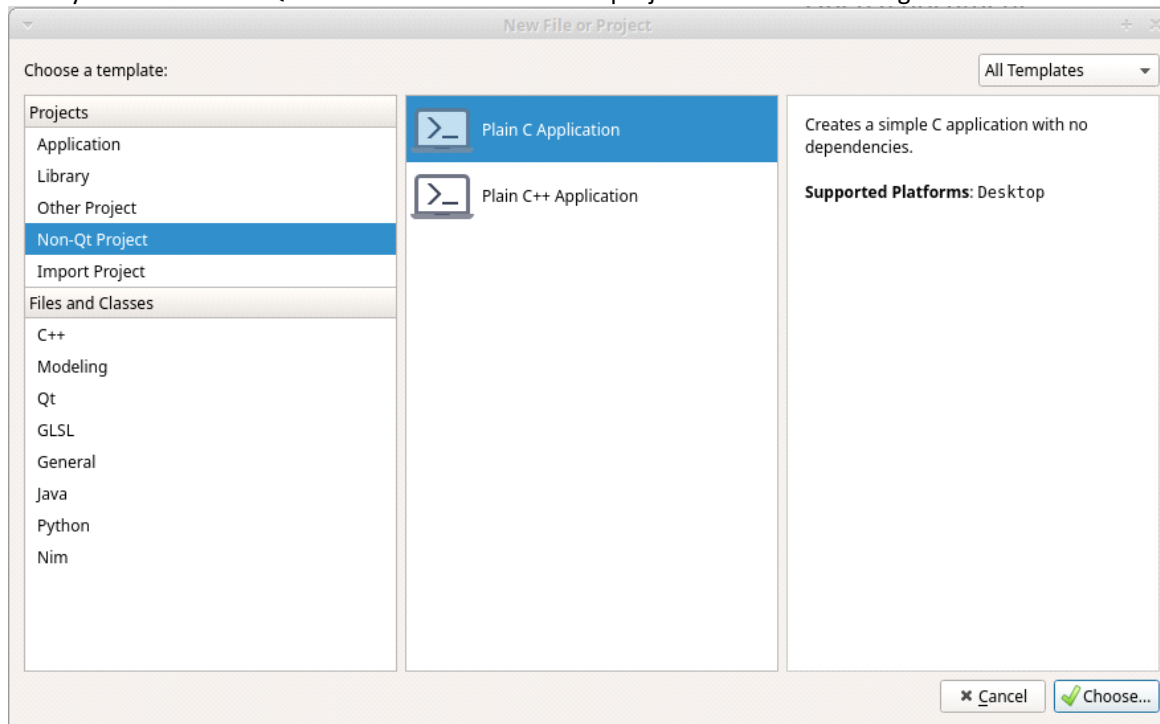 New File or Project
Choose a template:
All Templates
Projects
Application
Library
Other Project
Non-Qt Project
Import Project
Files and Classes
C++
Modeling
Qt
GLSL
General
Java
Python
Nim
Plain C Application
Plain C++ Application
Creates a simple C application with no
dependencies.
Supported Platforms: Desktop
Cancel
Choose...